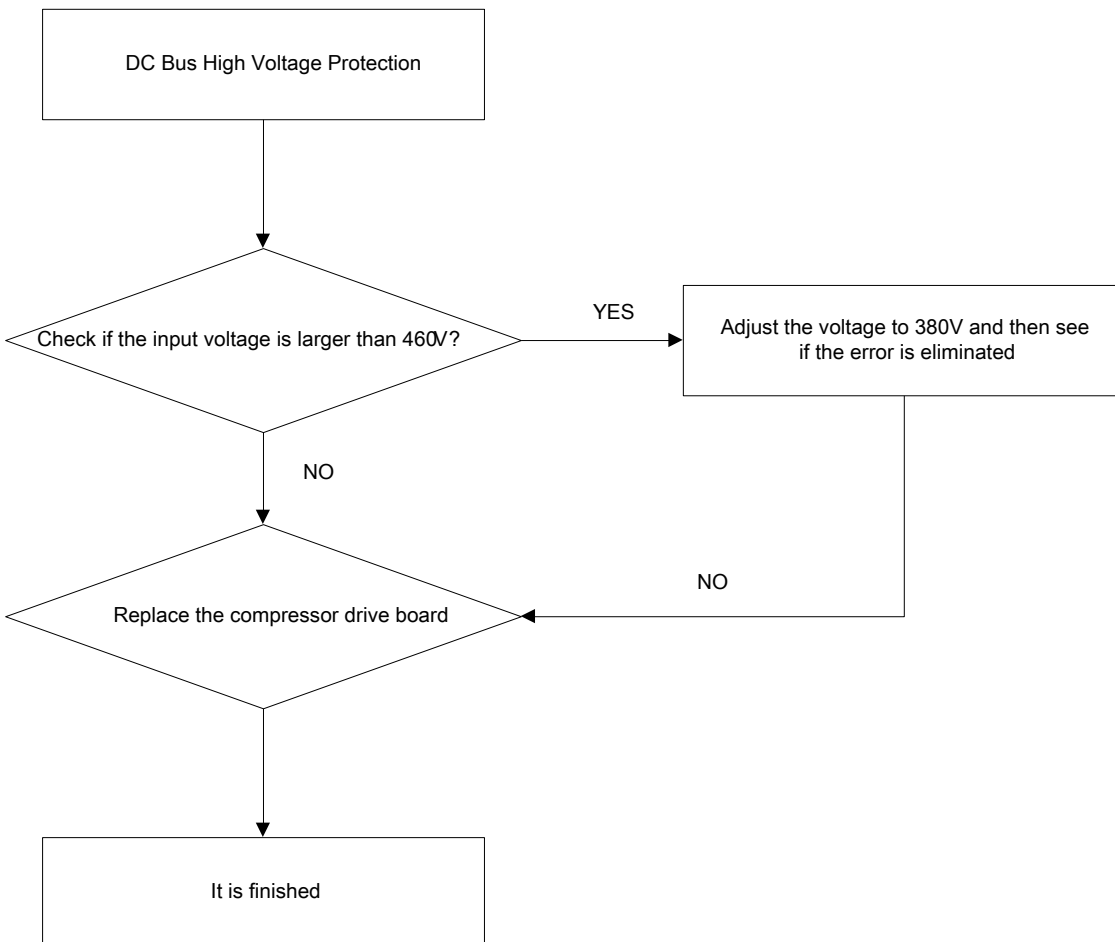 DC Bus High Voltage Protection
Check if the input voltage is larger than 460V?
YES
Adjust the voltage to 380V and then see
if the error is eliminated
NO
NO
Replace the compressor drive board
It is finished